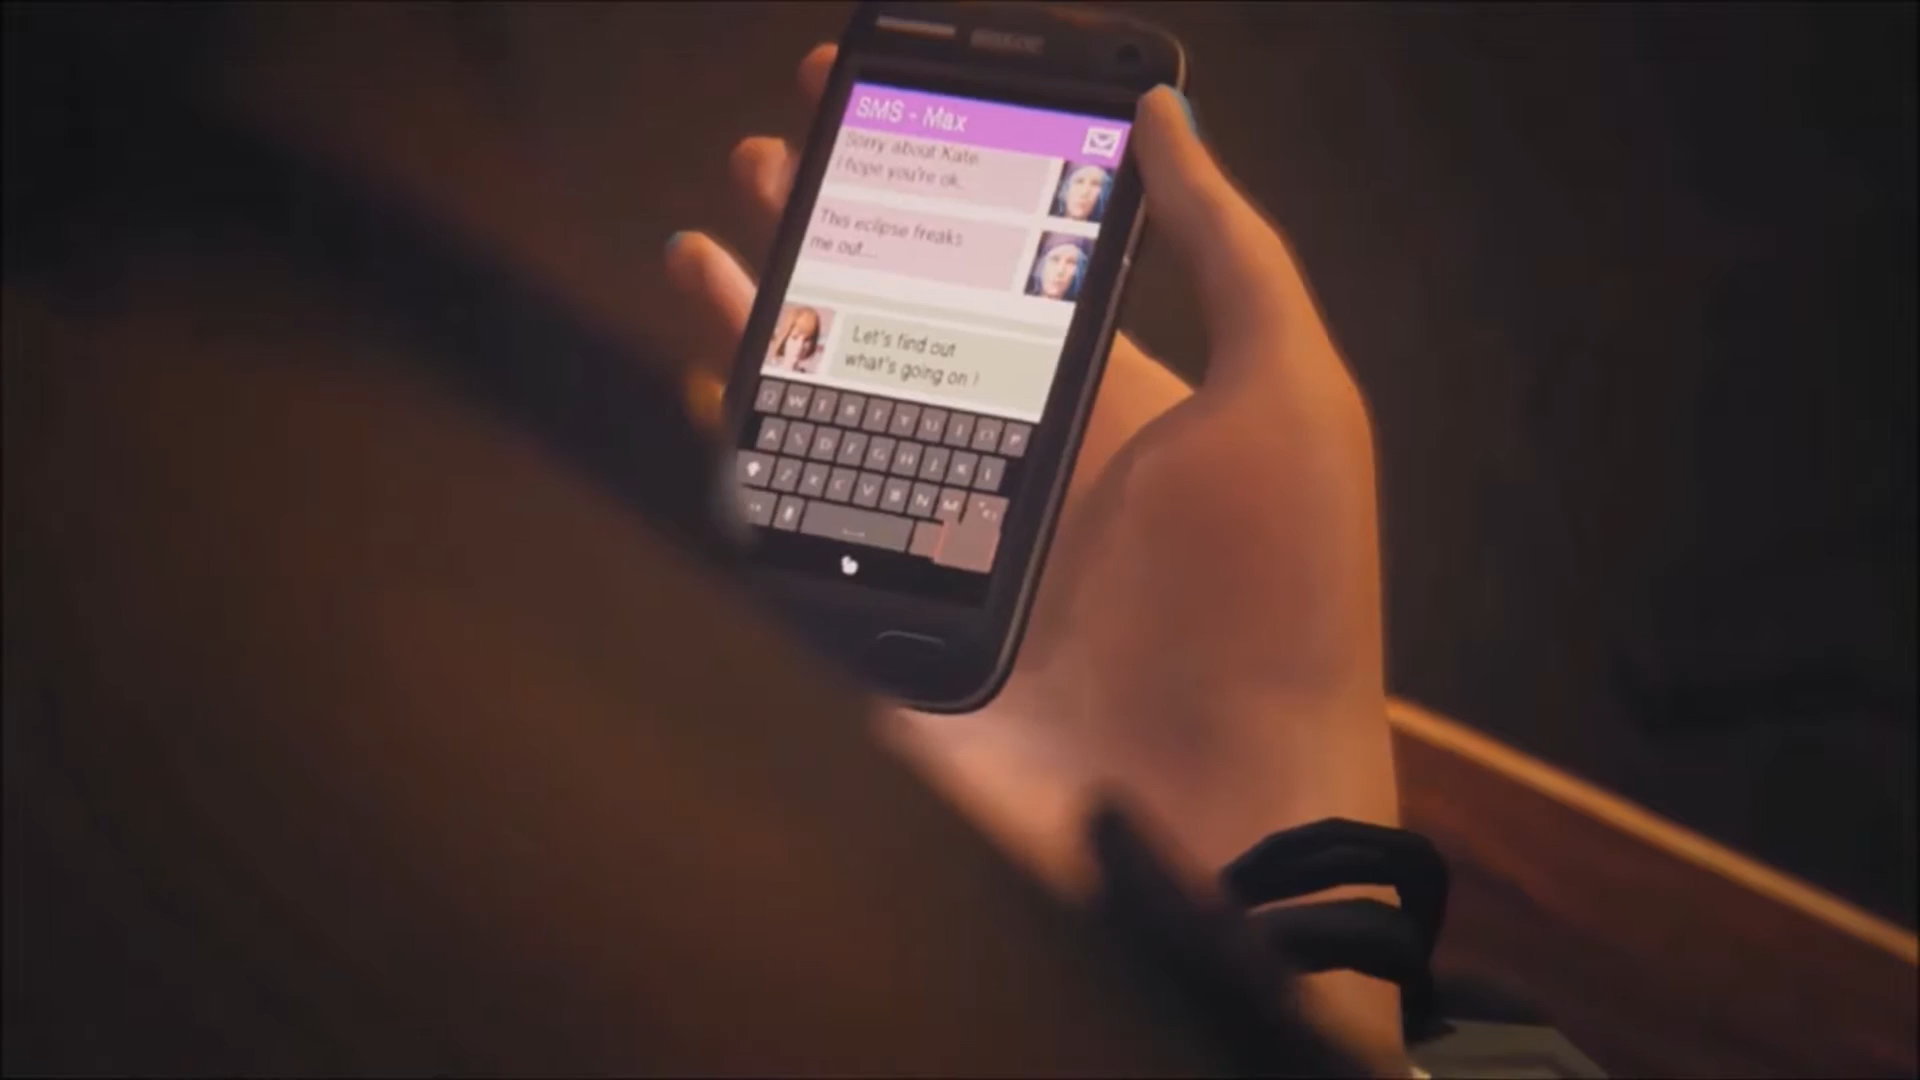 SMS - Max
Sorry about Kate
I hope you're ok.
This eclipse freaks
me out...
Let's find out
what's going on !